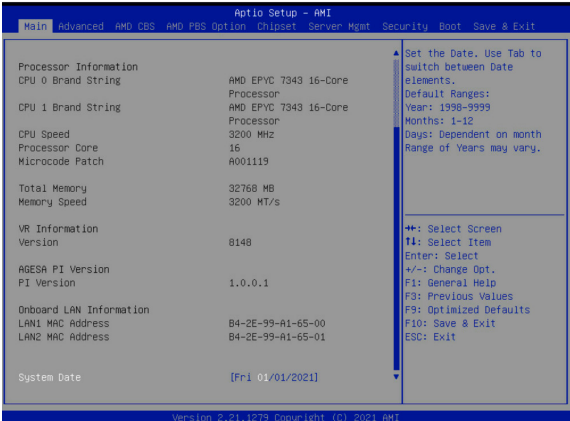 Aptio Setup - AMI
Main Advanced AMD CBS AMD PBS Option Chipset Server Mgmt Security Boot Save & Exit
Processor Information
CPU 0 Brand String AMD EPYC 7343 16-Core
Processor
CPU 1 Brand String AMD EPYC 7343 16-Core
Processor
CPU Speed 3200 MHz
Processor Core 16
Microcode Patch A001119
Total Memory 32768 MB
Memory Speed 3200 MT/s
VR Information
Version 8148
AGESA PI Version
PI Version 1.0.0.1
Onboard LAN Information
LAN1 MAC Address B4-2E-99-A1-65-00
LAN2 MAC Address B4-2E-99-A1-65-01
System Date [Fri 01/01/2021]
Set the Date. Use Tab to
switch between Date
elements.
Default Ranges:
Year: 1998-9999
Months: 1-12
Days: Dependent on month
Range of Years may vary.
→←: Select Screen
↑↓: Select Item
Enter: Select
+/-: Change Opt.
F1: General Help
F3: Previous Values
F9: Optimized Defaults
F10: Save & Exit
ESC: Exit
Version 2.21.1279 Copyright (C) 2021 AMI